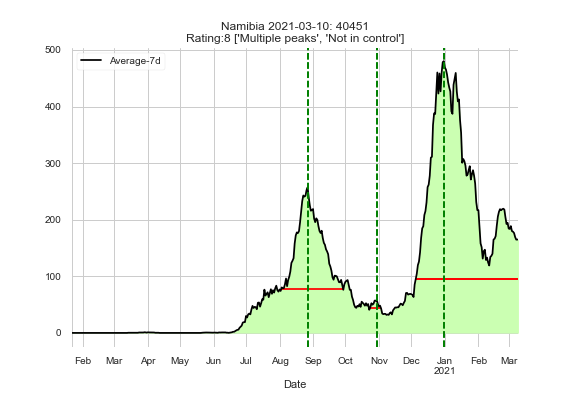 Namibia 2021-03-10: 40451
Rating:8 ['Multiple peaks', 'Not in control']
Average-7d
500
400
300
200
100
0
Feb Mar Apr May Jun Jul Aug Sep Oct Nov Dec Jan Feb Mar
2021
Date